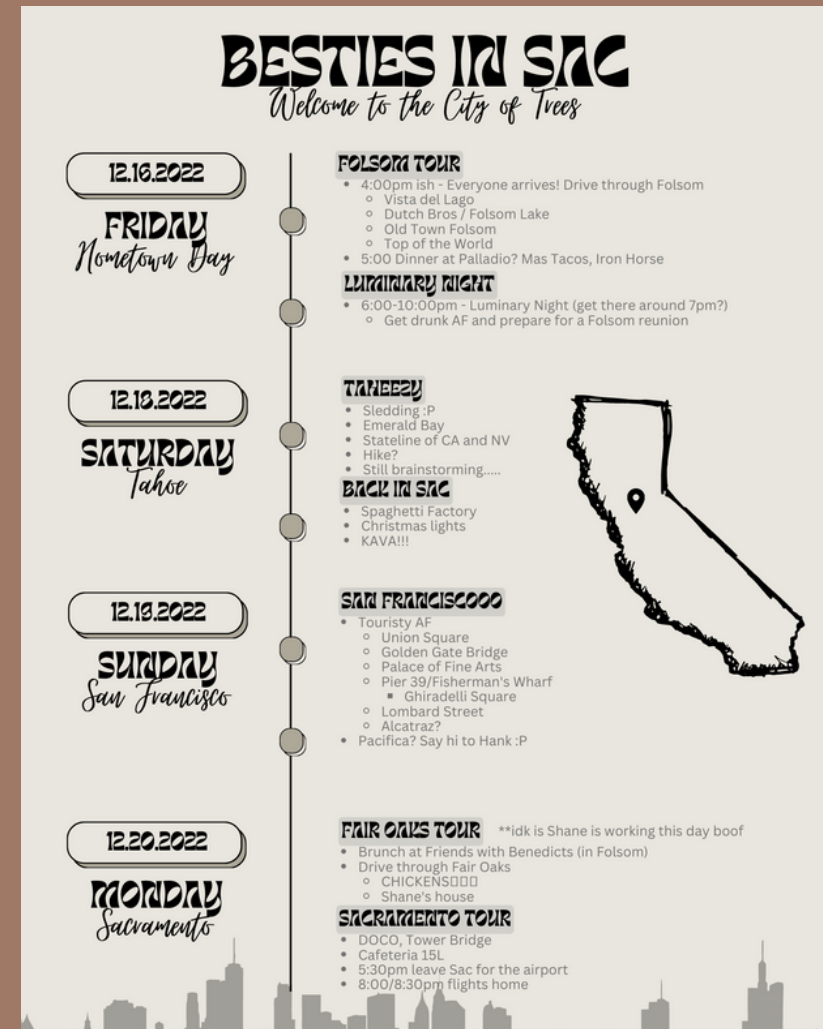 BESTIES IN SAC
Welcome to the City of Trees
12.16.2022
FRIDAY
Hometown Day
FOLSOM TOUR
4:00pm ish - Everyone arrives! Drive through Folsom
Vista del Lago
Dutch Bros / Folsom Lake
Old Town Folsom
Top of the World
5:00 Dinner at Palladio? Mas Tacos, Iron Horse
LUMINARY NIGHT
6:00-10:00pm - Luminary Night (get there around 7pm?)
Get drunk AF and prepare for a Folsom reunion
12.18.2022
SATURDAY
Tahoe
TAHEEZY
Sledding :P
Emerald Bay
Stateline of CA and NV
Hike?
Still brainstorming.....
BACK IN SAC
Spaghetti Factory
Christmas lights
KAVA!!!
12.19.2022
SUNDAY
San Francisco
SAN FRANCISCOOO
Touristy AF
Union Square
Golden Gate Bridge
Palace of Fine Arts
Pier 39/Fisherman's Wharf
Ghiradelli Square
Lombard Street
Alcatraz?
Pacifica? Say hi to Hank :P
12.20.2022
MONDAY
Sacramento
FAIR OAKS TOUR **idk is Shane is working this day boof
Brunch at Friends with Benedicts (in Folsom)
Drive through Fair Oaks
CHICKENS▯▯▯
Shane's house
SACRAMENTO TOUR
DOCO, Tower Bridge
Cafeteria 15L
5:30pm leave Sac for the airport
8:00/8:30pm flights home